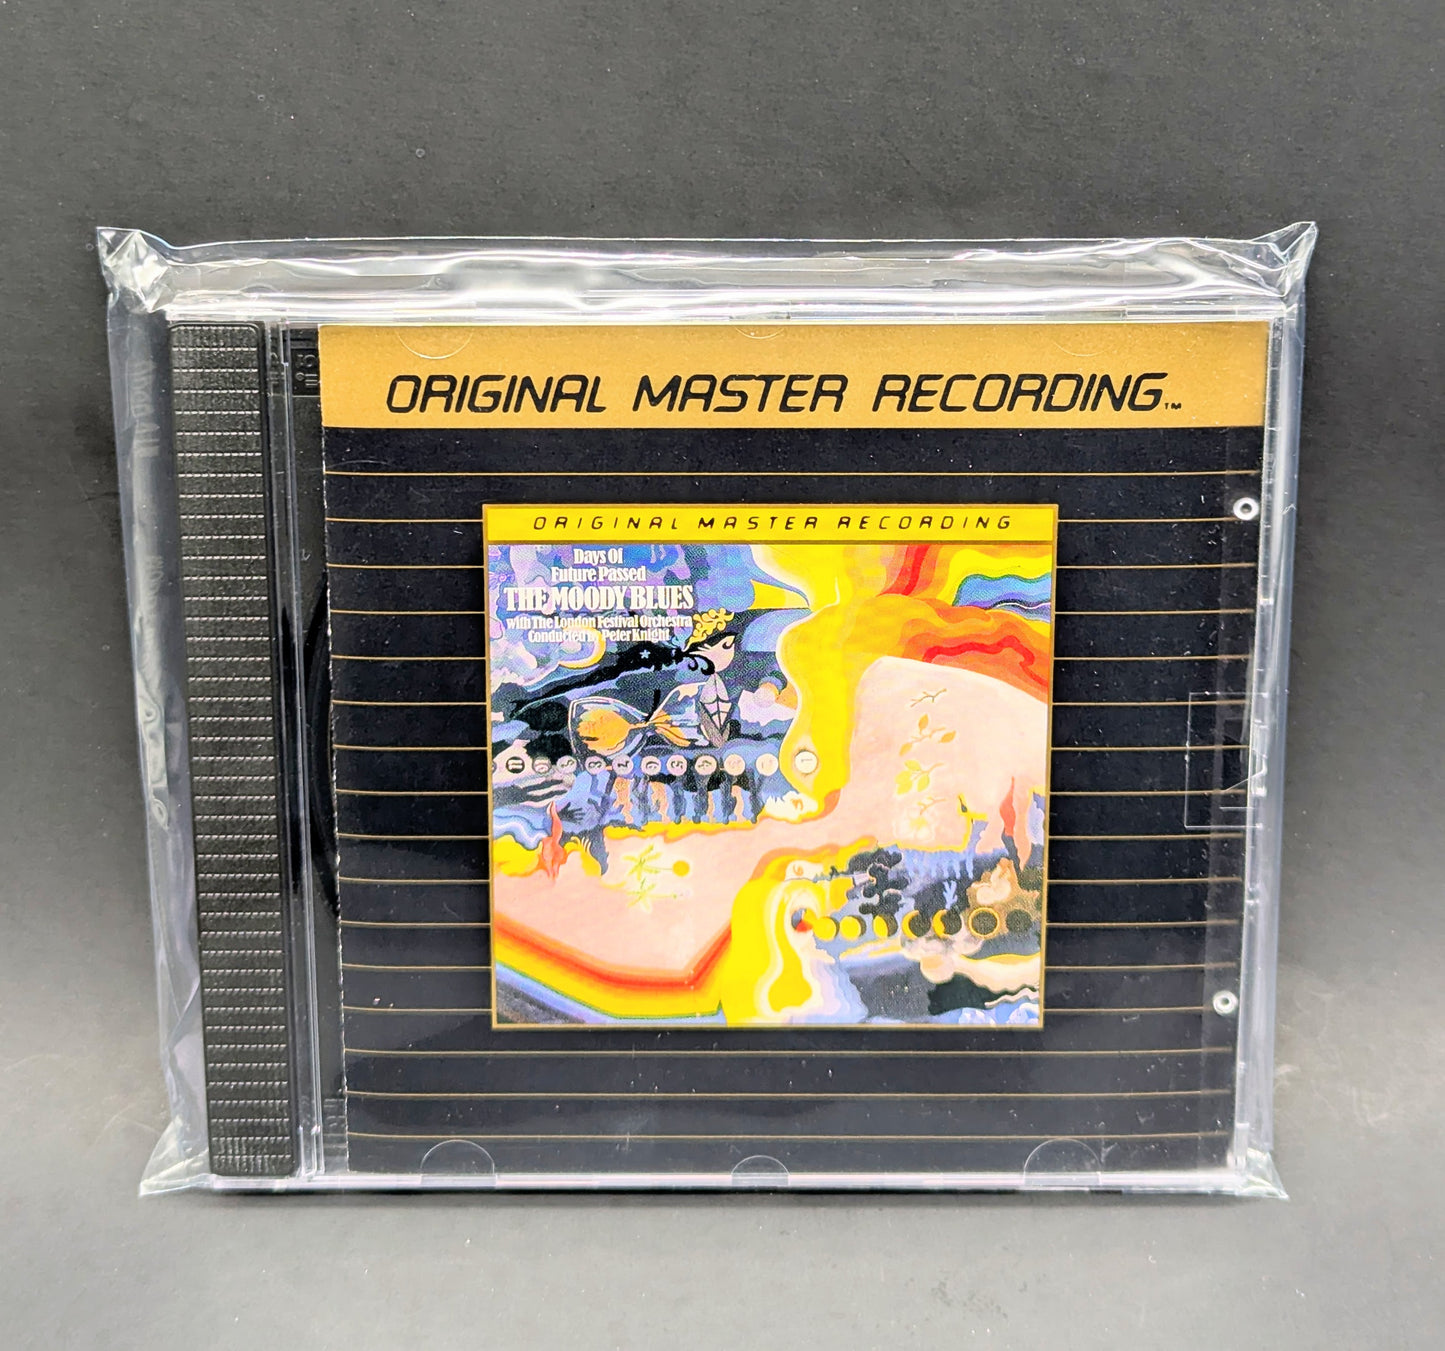 ORIGINAL MASTER RECORDING™
ORIGINAL MASTER RECORDING
Days Of
Future Passed
THE MOODY BLUES
with The London Festival Orchestra
Conducted by Peter Knight